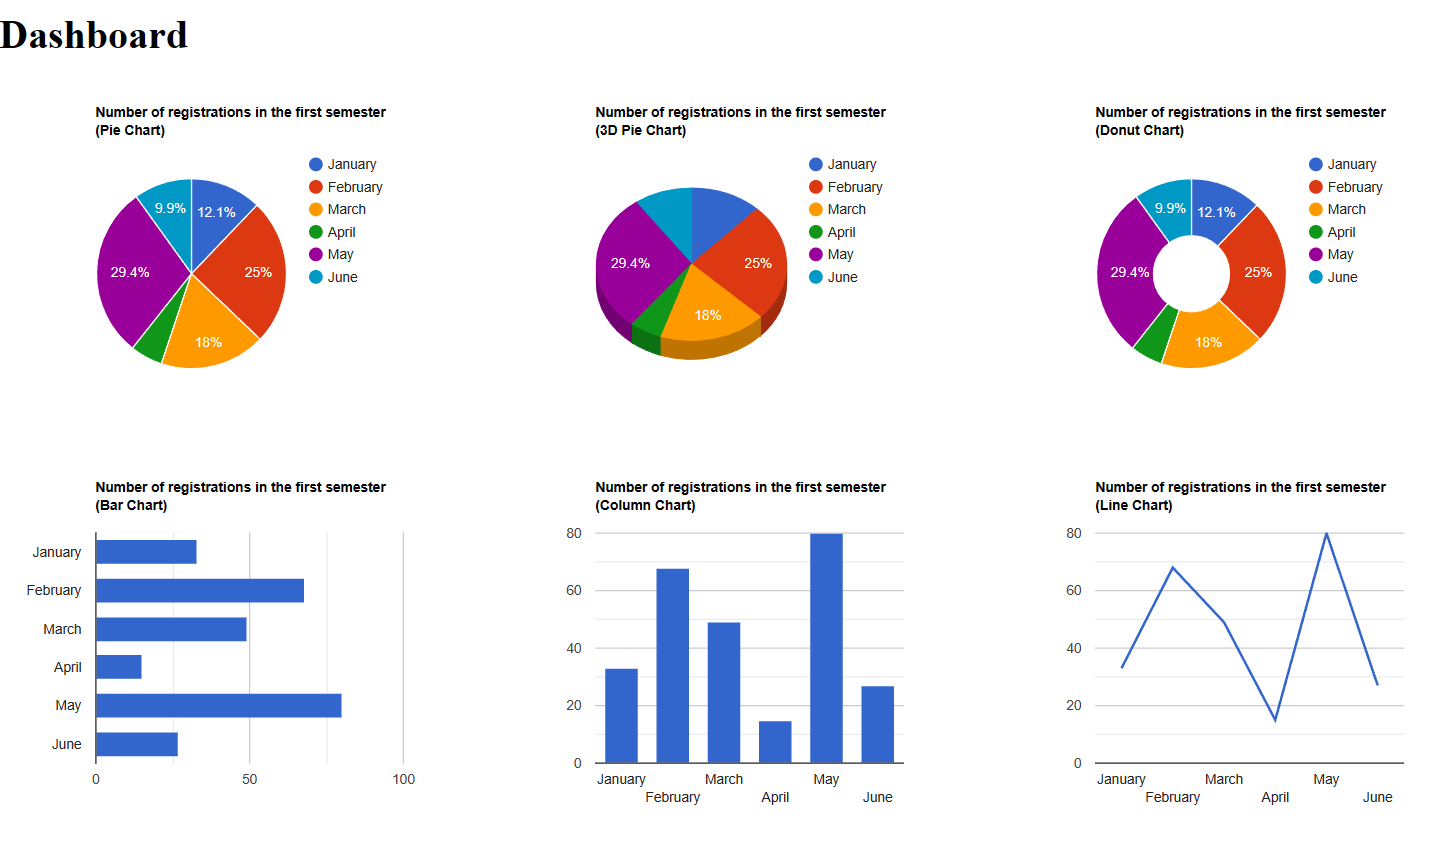 Dashboard
Number of registrations in the first semester
(Pie Chart)
January
February
March
April
May
June
9.9%
12.1%
29.4%
25%
18%
Number of registrations in the first semester
(3D Pie Chart)
January
February
March
April
May
June
29.4%
25%
18%
Number of registrations in the first semester
(Donut Chart)
January
February
March
April
May
June
9.9%
12.1%
29.4%
25%
18%
Number of registrations in the first semester
(Bar Chart)
January
February
March
April
May
June
0
50
100
Number of registrations in the first semester
(Column Chart)
80
60
40
20
0
January
February
March
April
May
June
Number of registrations in the first semester
(Line Chart)
80
60
40
20
0
January
February
March
April
May
June